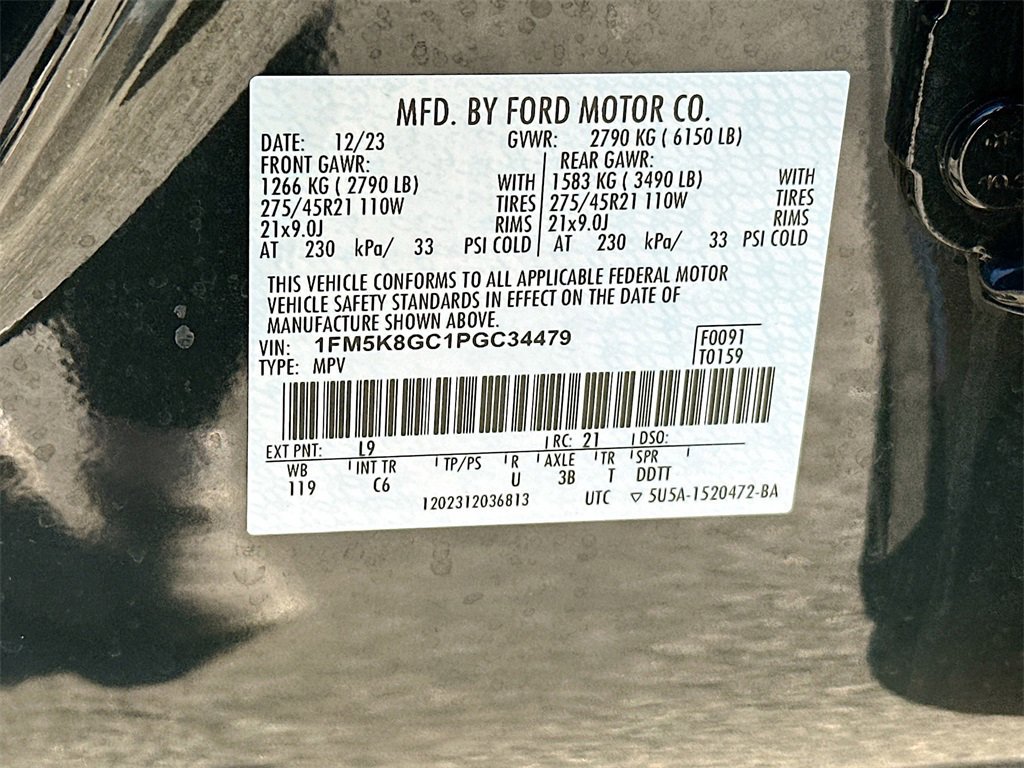 MFD. BY FORD MOTOR CO.
DATE: 12/23 GVWR: 2790 KG ( 6150 LB)
FRONT GAWR: REAR GAWR:
1266 KG ( 2790 LB) WITH 1583 KG ( 3490 LB) WITH
275/45R21 110W TIRES 275/45R21 110W TIRES
21x9.0J RIMS 21x9.0J RIMS
AT 230 kPa/ 33 PSI COLD AT 230 kPa/ 33 PSI COLD
THIS VEHICLE CONFORMS TO ALL APPLICABLE FEDERAL MOTOR
VEHICLE SAFETY STANDARDS IN EFFECT ON THE DATE OF
MANUFACTURE SHOWN ABOVE.
VIN: 1FM5K8GC1PGC34479 F0091
TYPE: MPV T0159
EXT PNT: L9 RC: 21 DSO:
WB INT TR TP/PS R AXLE TR SPR
119 C6 U 3B T DDTT
1202312036813 UTC ▽ 5U5A-1520472-BA